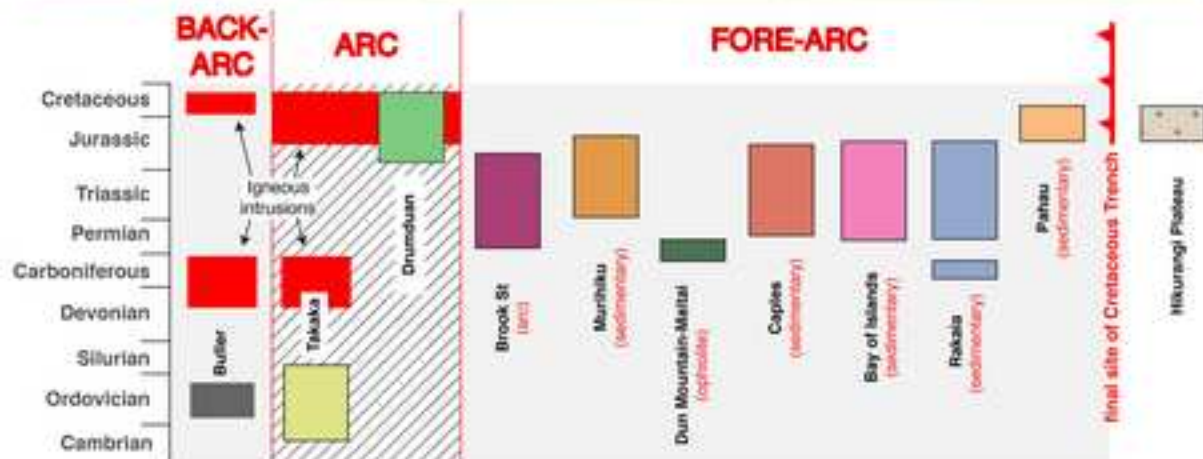 BACK-
ARC
ARC
FORE-ARC
Cretaceous
Jurassic
Triassic
Permian
Carboniferous
Devonian
Silurian
Ordovician
Cambrian
Igneous
intrusions
Buller
Takaka
Drumduan
Brook St
(arc)
Murihiku
(sedimentary)
Dun Mountain-Maitai
(ophiolite)
Caples
(sedimentary)
Bay of Islands
(sedimentary)
Rakaia
(sedimentary)
Pahau
(sedimentary)
final site of Cretaceous Trench
Hikurangi Plateau